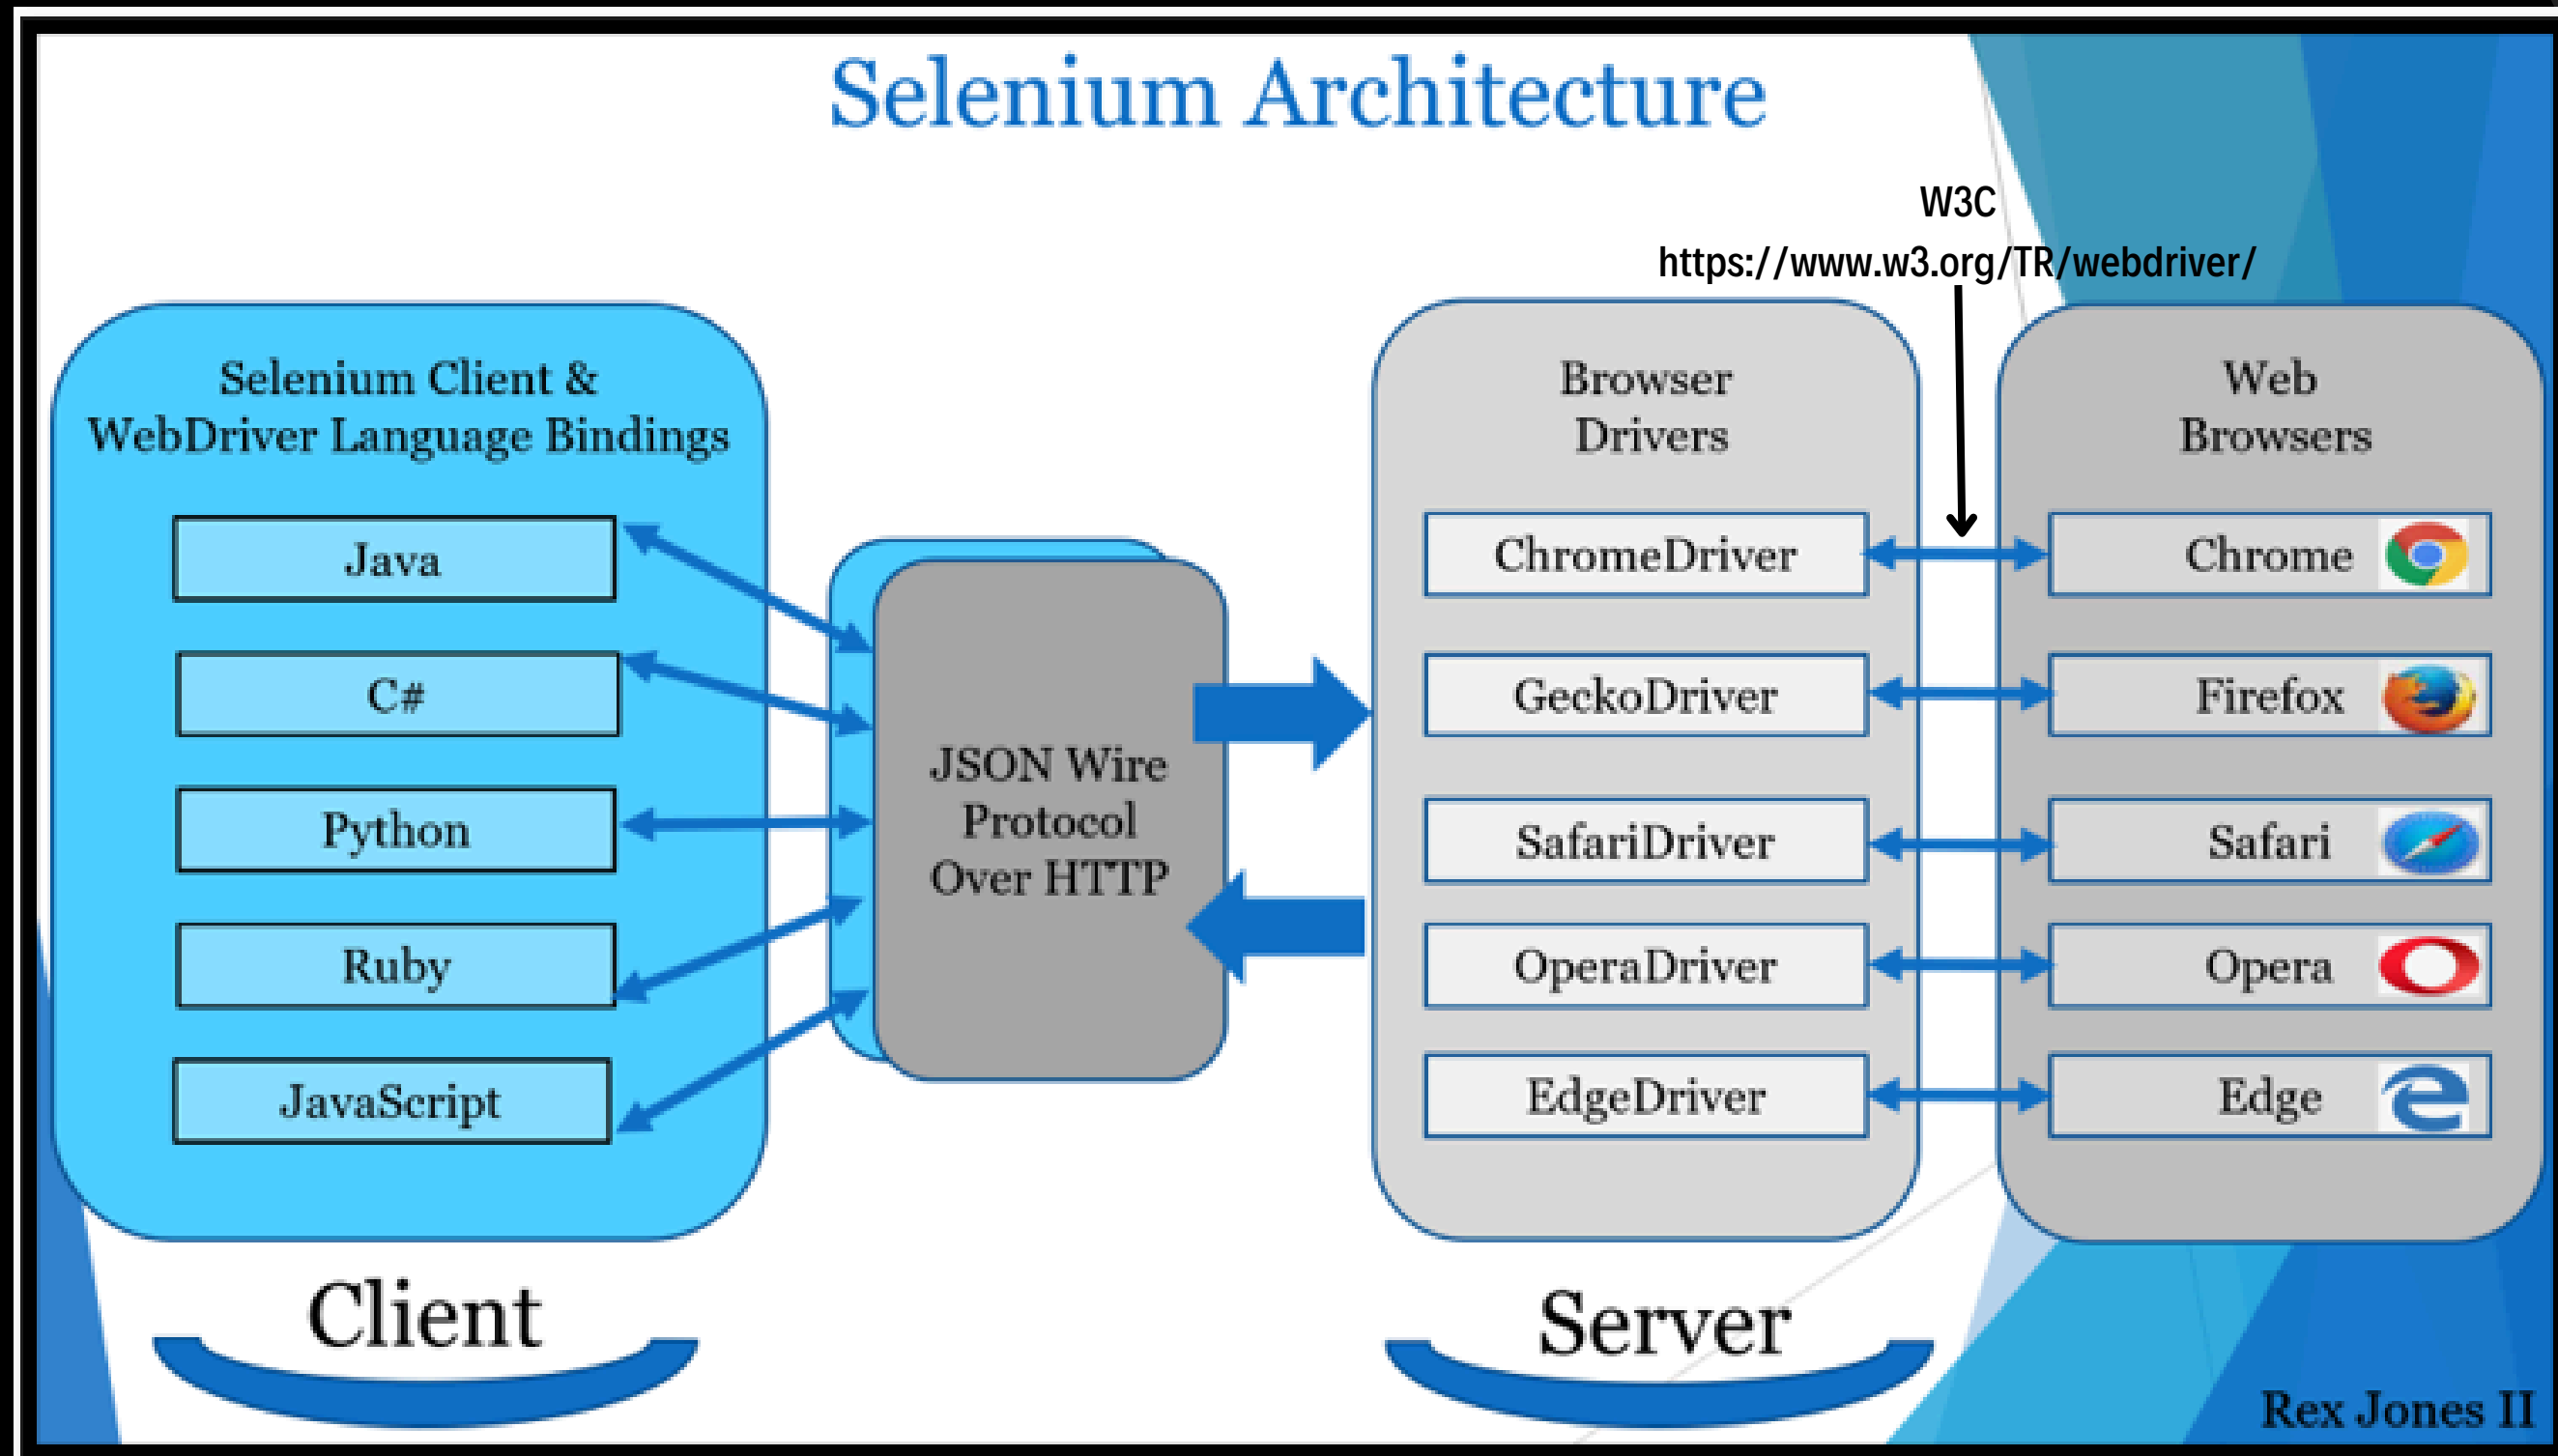 Selenium Architecture
W3C
https://www.w3.org/TR/webdriver/
Selenium Client &
WebDriver Language Bindings
Java
C#
Python
Ruby
JavaScript
JSON Wire
Protocol
Over HTTP
Browser
Drivers
ChromeDriver
GeckoDriver
SafariDriver
OperaDriver
EdgeDriver
Web
Browsers
Chrome
Firefox
Safari
Opera
Edge
Client
Server
Rex Jones II